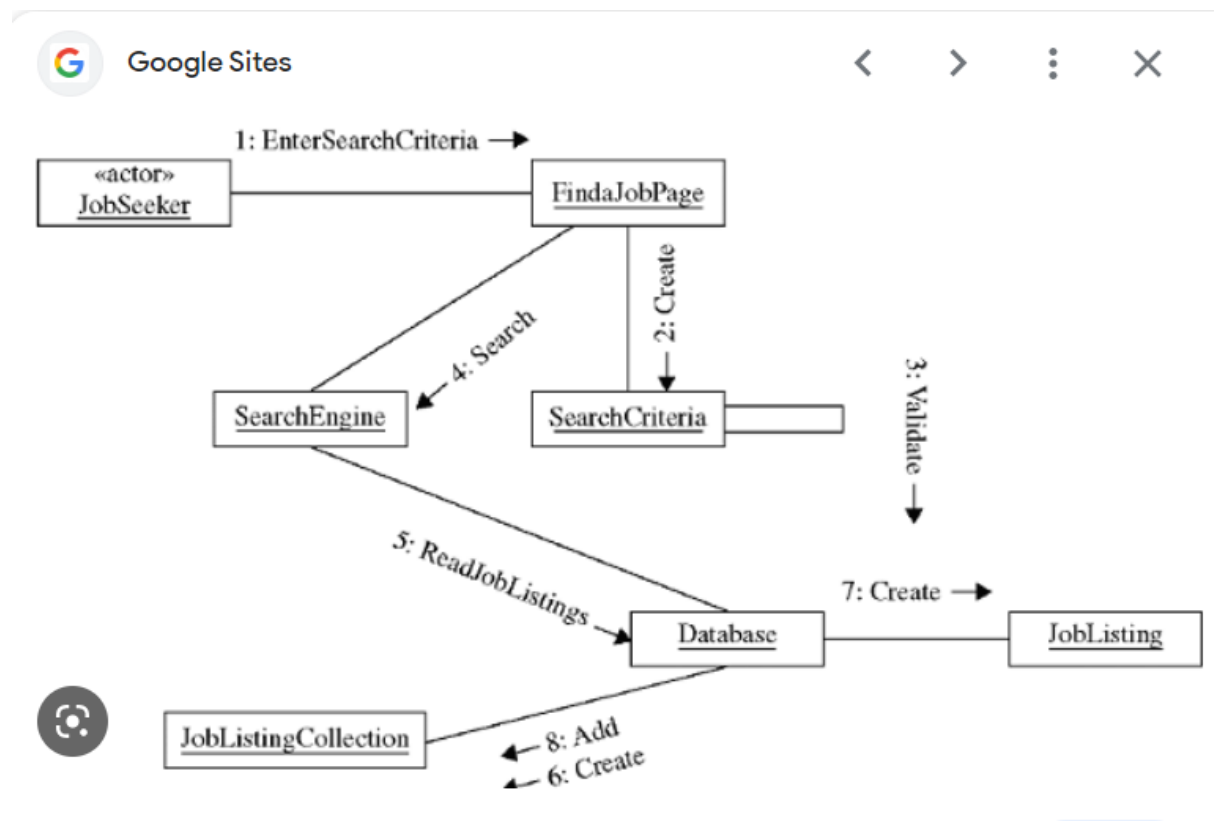 Google Sites
1: EnterSearchCriteria
«actor»
JobSeeker
FindaJobPage
2: Create
4: Search
3: Validate
SearchEngine
SearchCriteria
5: ReadJobListings
7: Create
Database
JobListing
JobListingCollection
8: Add
6: Create